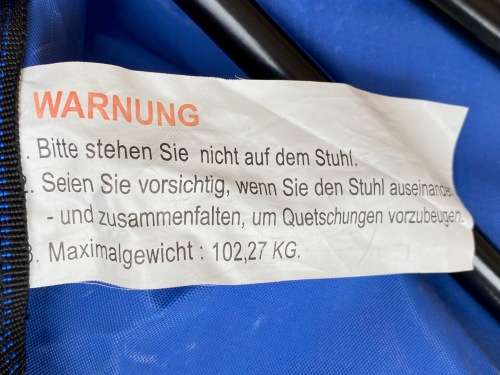 WARNUNG
. Bitte stehen Sie nicht auf dem Stuhl.
2. Seien Sie vorsichtig, wenn Sie den Stuhl auseinander
- und zusammenfalten, um Quetschungen vorzubeugen.
3. Maximalgewicht : 102,27 KG.